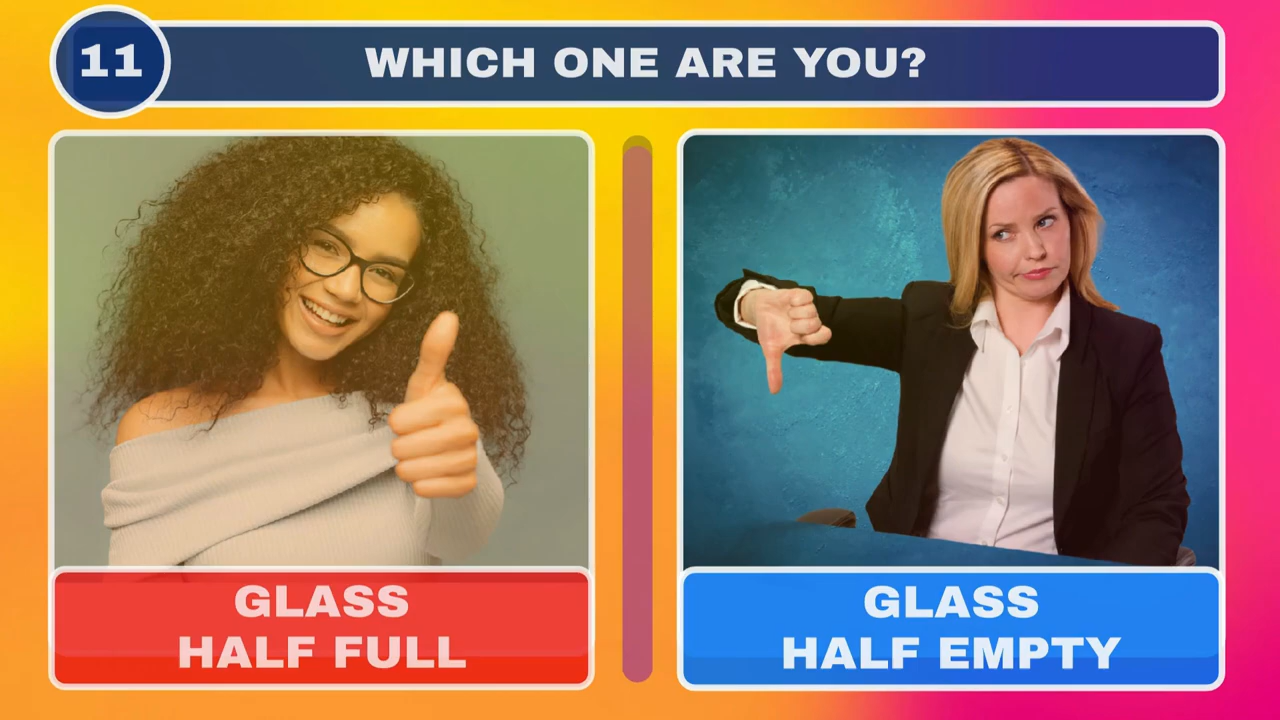 11
WHICH ONE ARE YOU?
GLASS
HALF FULL
GLASS
HALF EMPTY